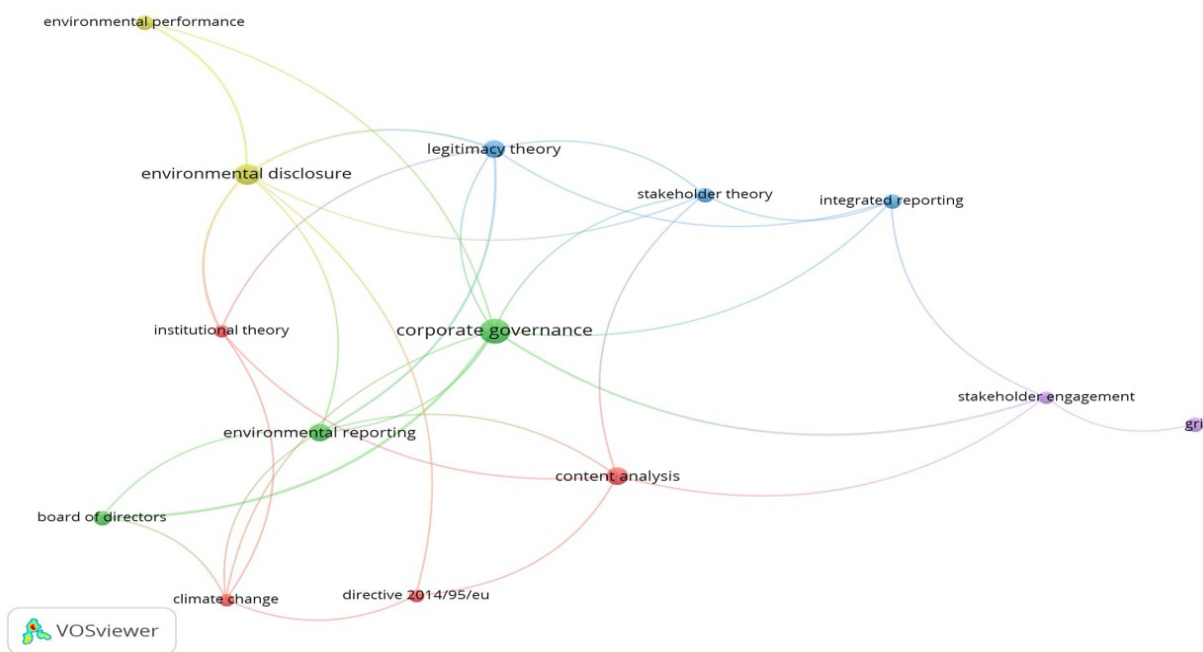 environmental performance
legitimacy theory
environmental disclosure
stakeholder theory
integrated reporting
institutional theory
corporate governance
stakeholder engagement
gri
environmental reporting
content analysis
board of directors
climate change
directive 2014/95/eu
VOSviewer